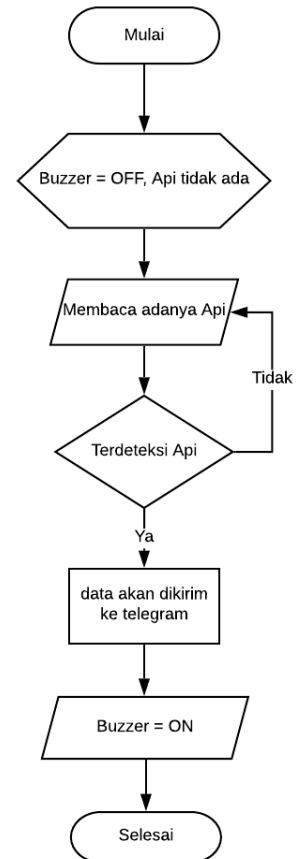 Mulai
Buzzer = OFF, Api tidak ada
Membaca adanya Api
Tidak
Terdeteksi Api
Ya
data akan dikirim
ke telegram
Buzzer = ON
Selesai